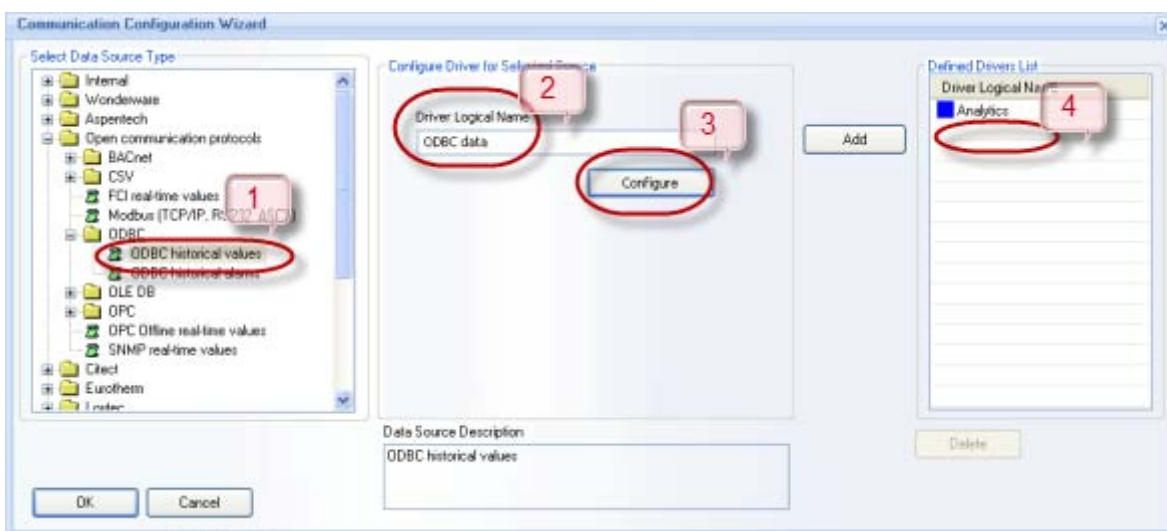 Communication Configuration Wizard
Select Data Source Type
Internal
Wonderware
Aspentech
Open communication protocols
BACnet
CSV
FCI real-time values
Modbus (TCP/IP, RS232, ASCII)
ODBC
ODBC historical values
ODBC historical alarms
OLE DB
OPC
OPC Offline real-time values
SNMP real-time values
Citect
Eurotherm
1
Configure Driver for Selected Source
Driver Logical Name
ODBC data
2
3
Configure
Data Source Description
ODBC historical values
Add
Defined Drivers List
Driver Logical Name
Analytics
4
Delete
OK
Cancel